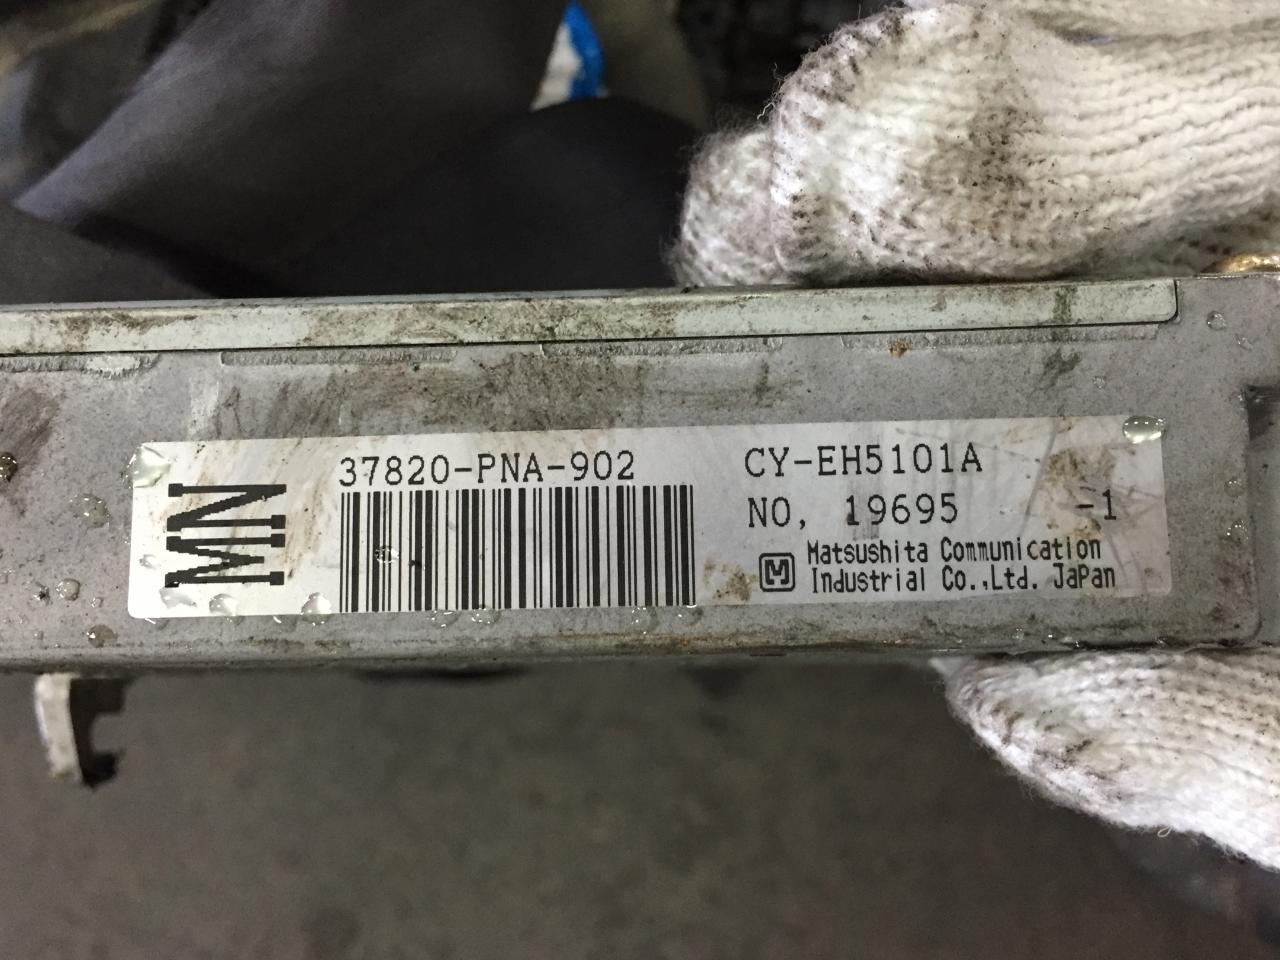 MN
37820-PNA-902
CY-EH5101A
NO, 19695 -1
M Matsushita Communication
Industrial Co.,Ltd. JaPan